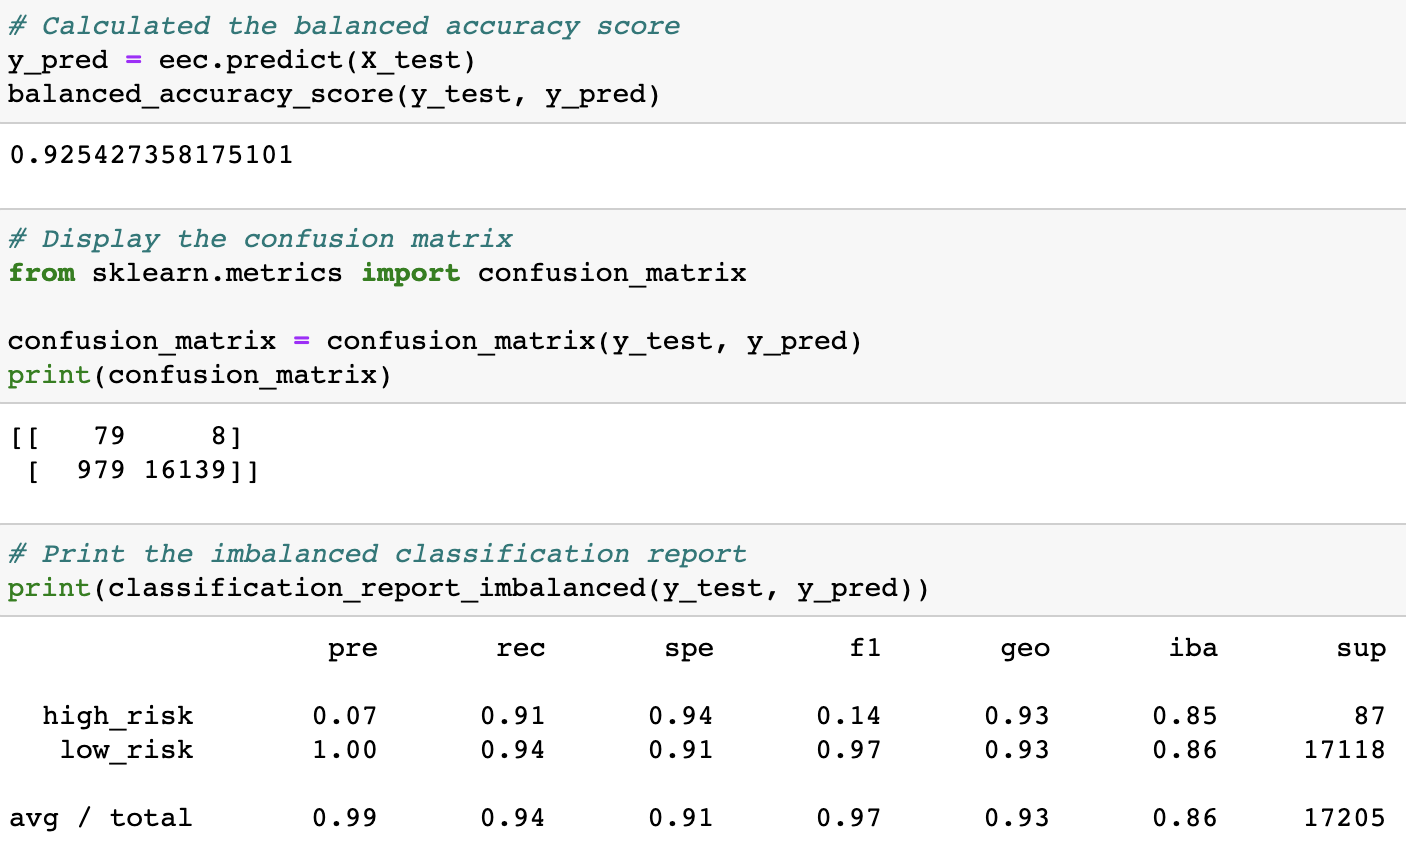 # Calculated the balanced accuracy score
y_pred = eec.predict(X_test)
balanced_accuracy_score(y_test, y_pred)
0.925427358175101
# Display the confusion matrix
from sklearn.metrics import confusion_matrix
confusion_matrix = confusion_matrix(y_test, y_pred)
print(confusion_matrix)
[[   79     8]
 [  979 16139]]
# Print the imbalanced classification report
print(classification_report_imbalanced(y_test, y_pred))
                   pre       rec       spe        f1       geo       iba       sup
  high_risk       0.07      0.91      0.94      0.14      0.93      0.85        87
   low_risk       1.00      0.94      0.91      0.97      0.93      0.86     17118
avg / total       0.99      0.94      0.91      0.97      0.93      0.86     17205